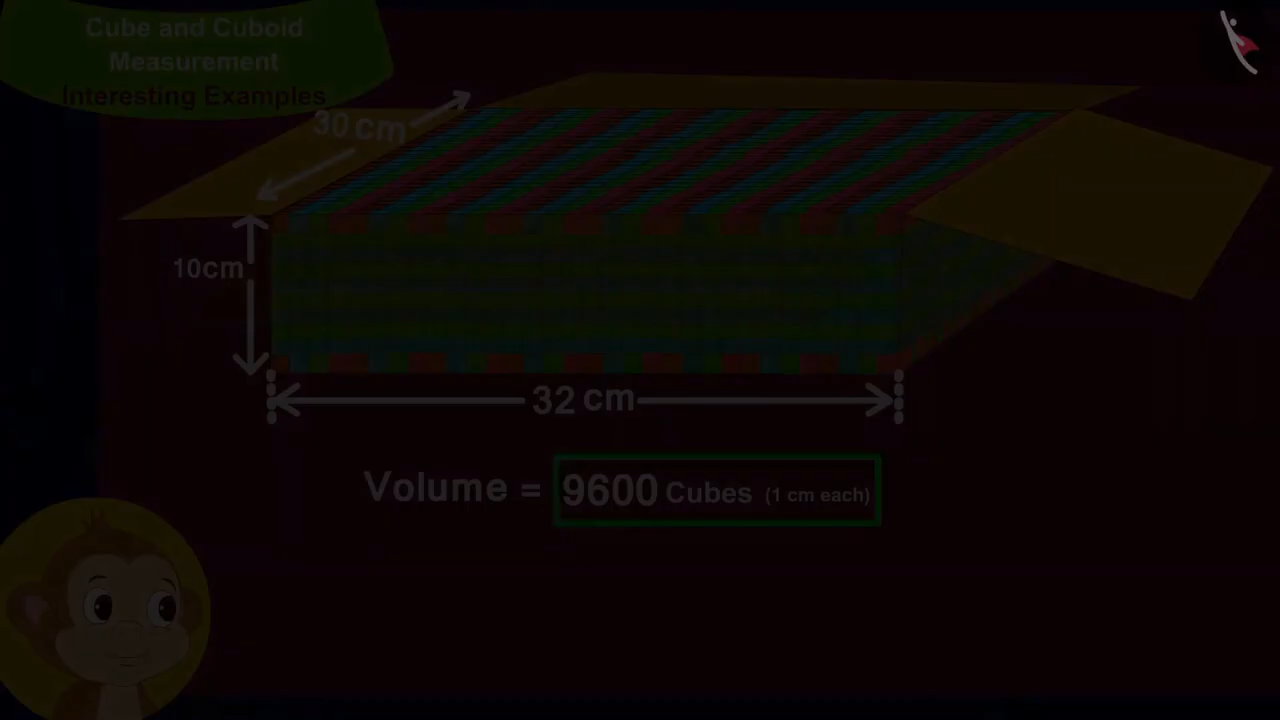 Cube and Cuboid
Measurement
Interesting Examples
30 cm
10cm
32 cm
Volume = 9600 Cubes (1 cm each)